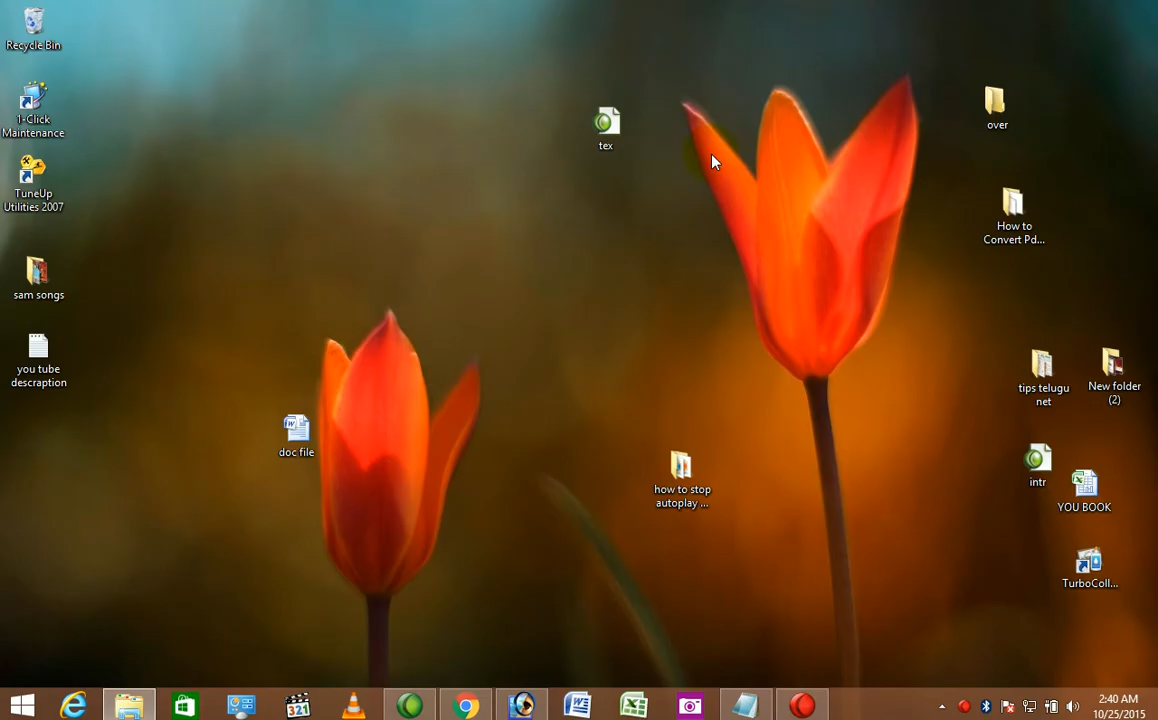 Recycle Bin
1-Click
Maintenance
TuneUp
Utilities 2007
sam songs
you tube
descraption
doc file
tex
how to stop
autoplay ...
over
How to
Convert Pd...
tips telugu
net
New folder
(2)
intr
YOU BOOK
TurboColl...
321
2:40 AM
10/25/2015